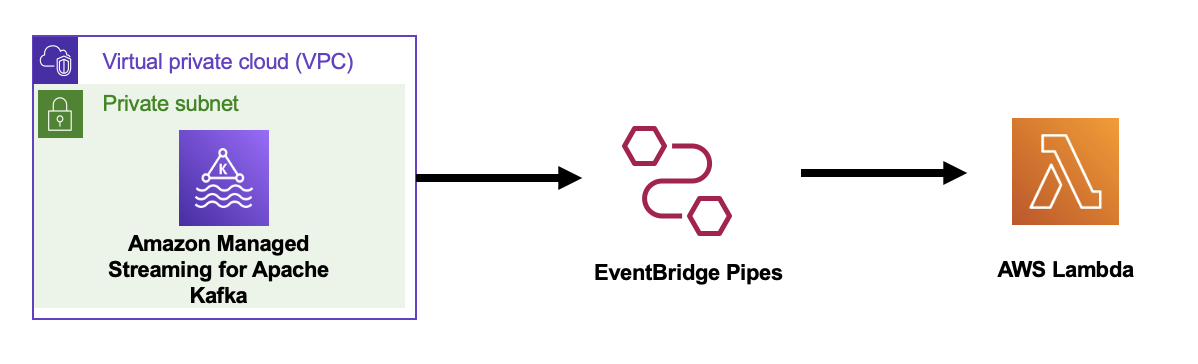 Virtual private cloud (VPC)
Private subnet
K
Amazon Managed
Streaming for Apache
Kafka
EventBridge Pipes
AWS Lambda